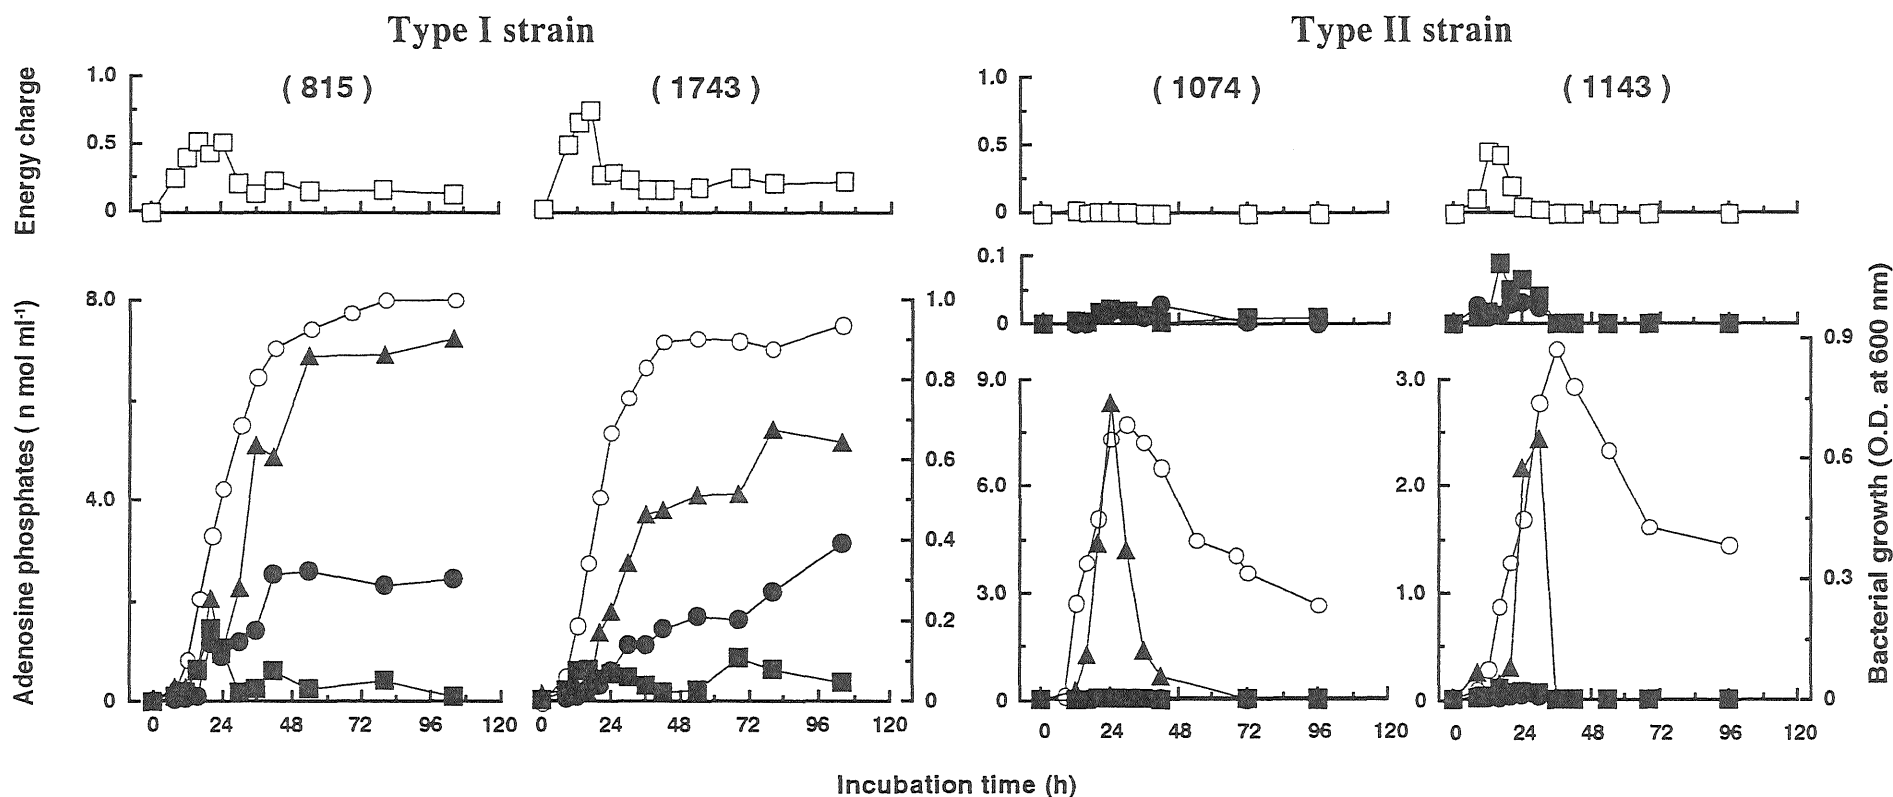 Type I strain
Type II strain
( 815 )
( 1743 )
( 1074 )
( 1143 )
Energy charge
1.0
0.5
0
1.0
0.5
0
0.1
0
Adenosine phosphates ( n mol ml-1)
8.0
4.0
0
1.0
0.8
0.6
0.4
0.2
0
9.0
6.0
3.0
0
3.0
2.0
1.0
0
0.9
0.6
0.3
0
Bacterial growth (O.D. at 600 nm)
0 24 48 72 96 120
0 24 48 72 96 120
0 24 48 72 96 120
0 24 48 72 96 120
Incubation time (h)